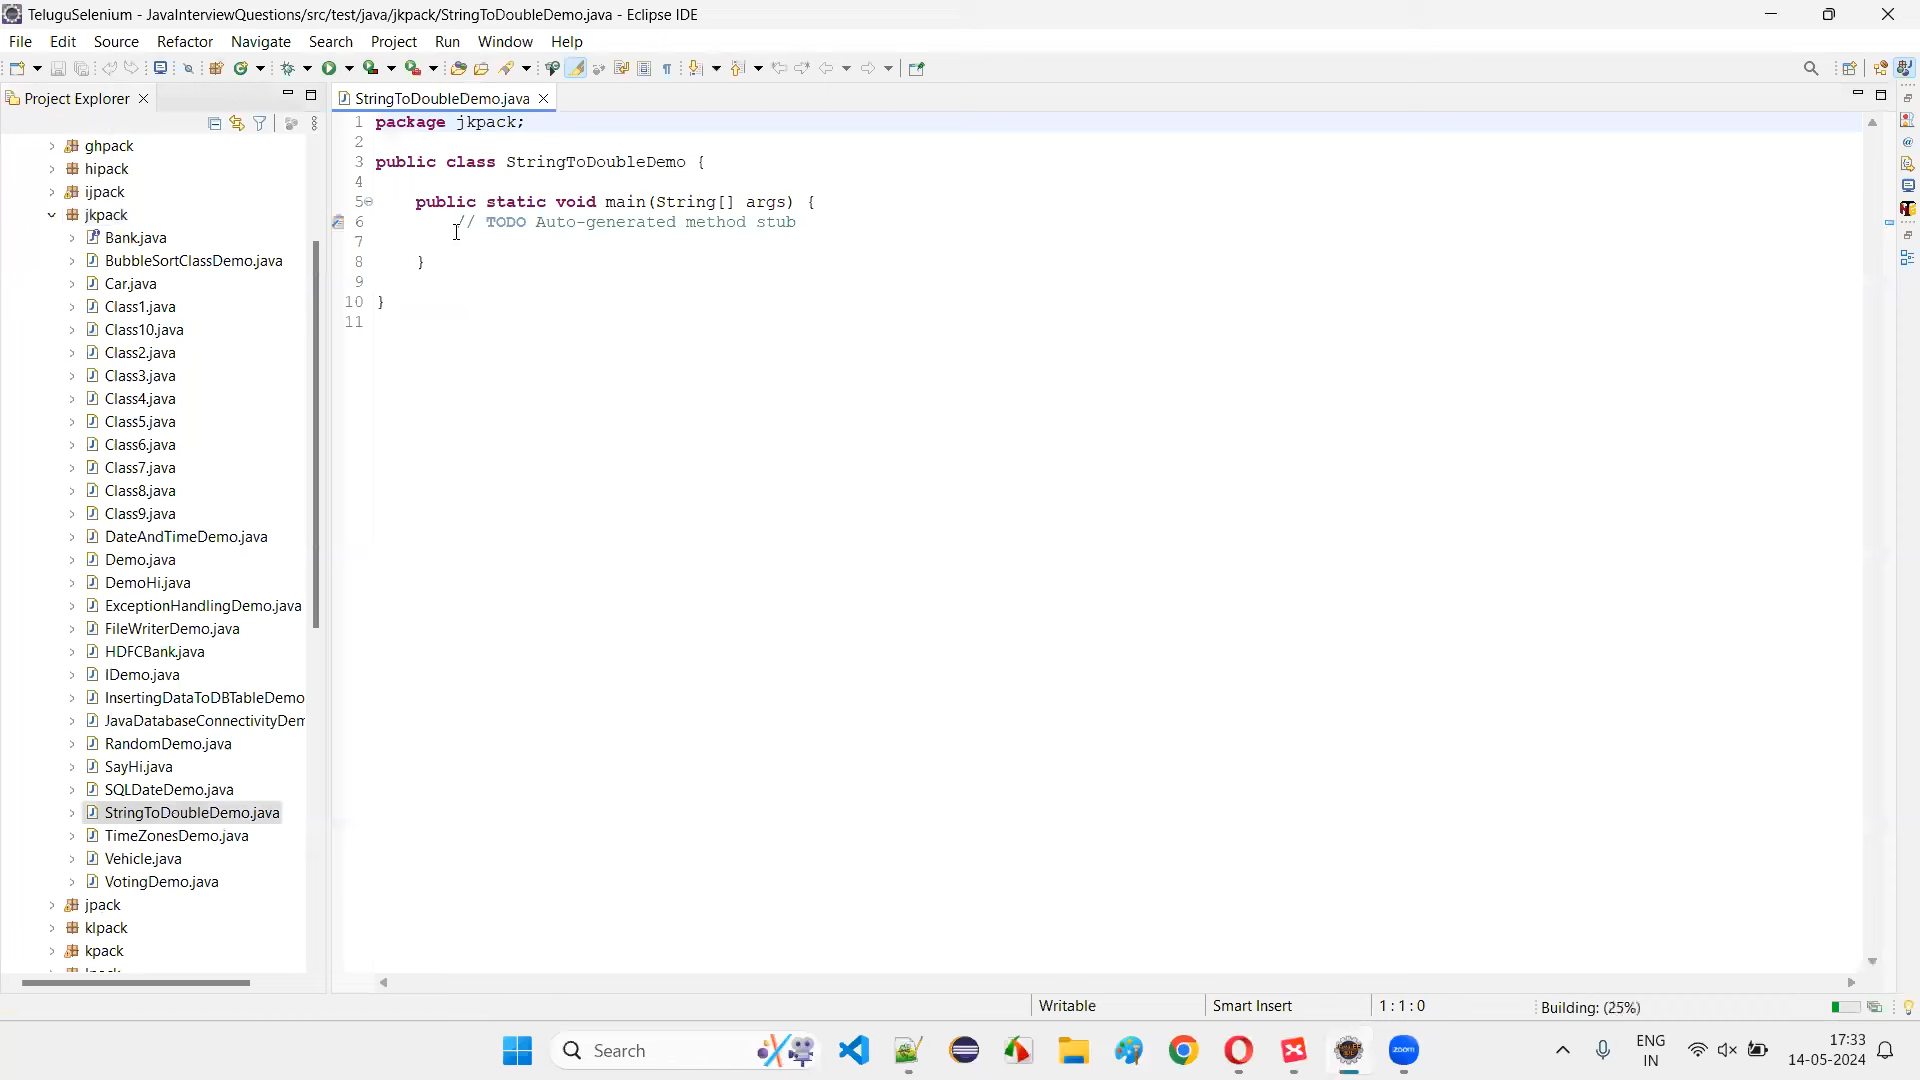 TeluguSelenium - JavaInterviewQuestions/src/test/java/jkpack/StringToDoubleDemo.java - Eclipse IDE
File Edit Source Refactor Navigate Search Project Run Window Help
Project Explorer
StringToDoubleDemo.java
ghpack
hipack
ijpack
jkpack
Bank.java
BubbleSortClassDemo.java
Car.java
Class1.java
Class10.java
Class2.java
Class3.java
Class4.java
Class5.java
Class6.java
Class7.java
Class8.java
Class9.java
DateAndTimeDemo.java
Demo.java
DemoHi.java
ExceptionHandlingDemo.java
FileWriterDemo.java
HDFCBank.java
IDemo.java
InsertingDataToDBTableDemo
JavaDatabaseConnectivityDem
RandomDemo.java
SayHi.java
SQLDateDemo.java
StringToDoubleDemo.java
TimeZonesDemo.java
Vehicle.java
VotingDemo.java
jpack
klpack
kpack
1 package jkpack;
2
3 public class StringToDoubleDemo {
4
5 public static void main(String[] args) {
6 // TODO Auto-generated method stub
7
8 }
9
10 }
11
Writable Smart Insert 1 : 1 : 0 Building: (25%)
Search
zoom
ENG
IN
17:33
14-05-2024